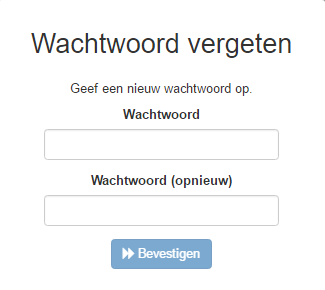 Wachtwoord vergeten
Geef een nieuw wachtwoord op.
Wachtwoord
Wachtwoord (opnieuw)
Bevestigen